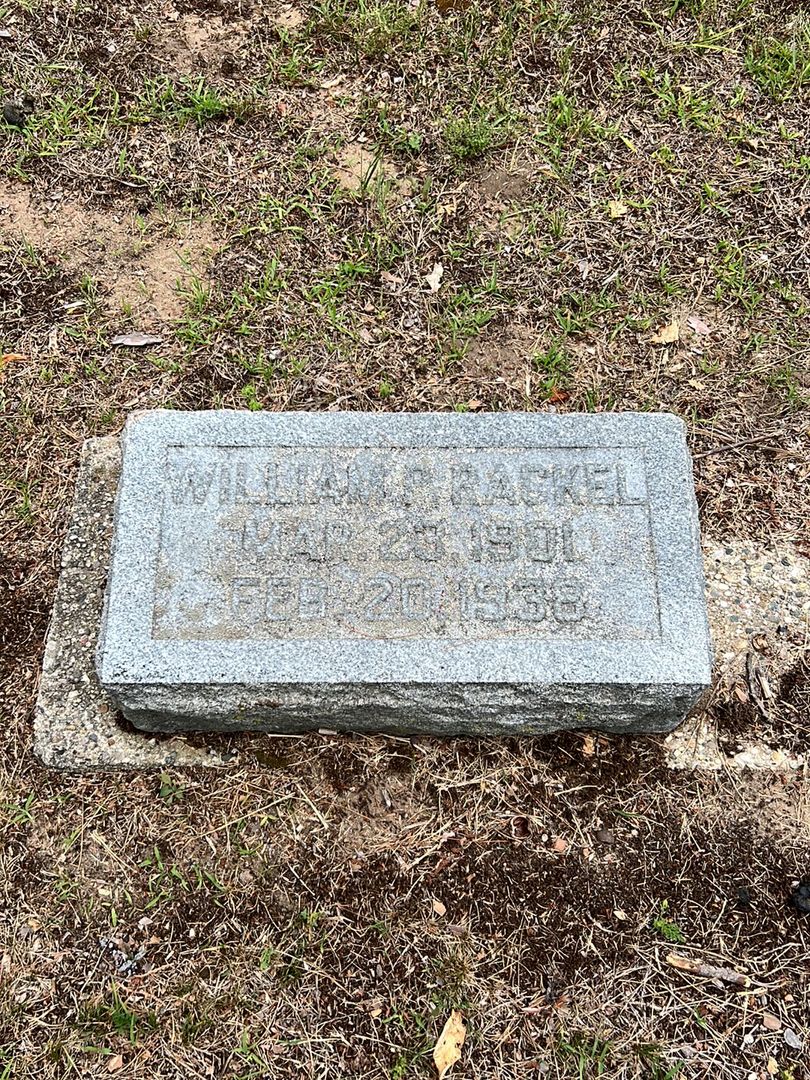 WILLIAM P. RACKEL
MAR. 23, 1901
FEB. 20, 1938